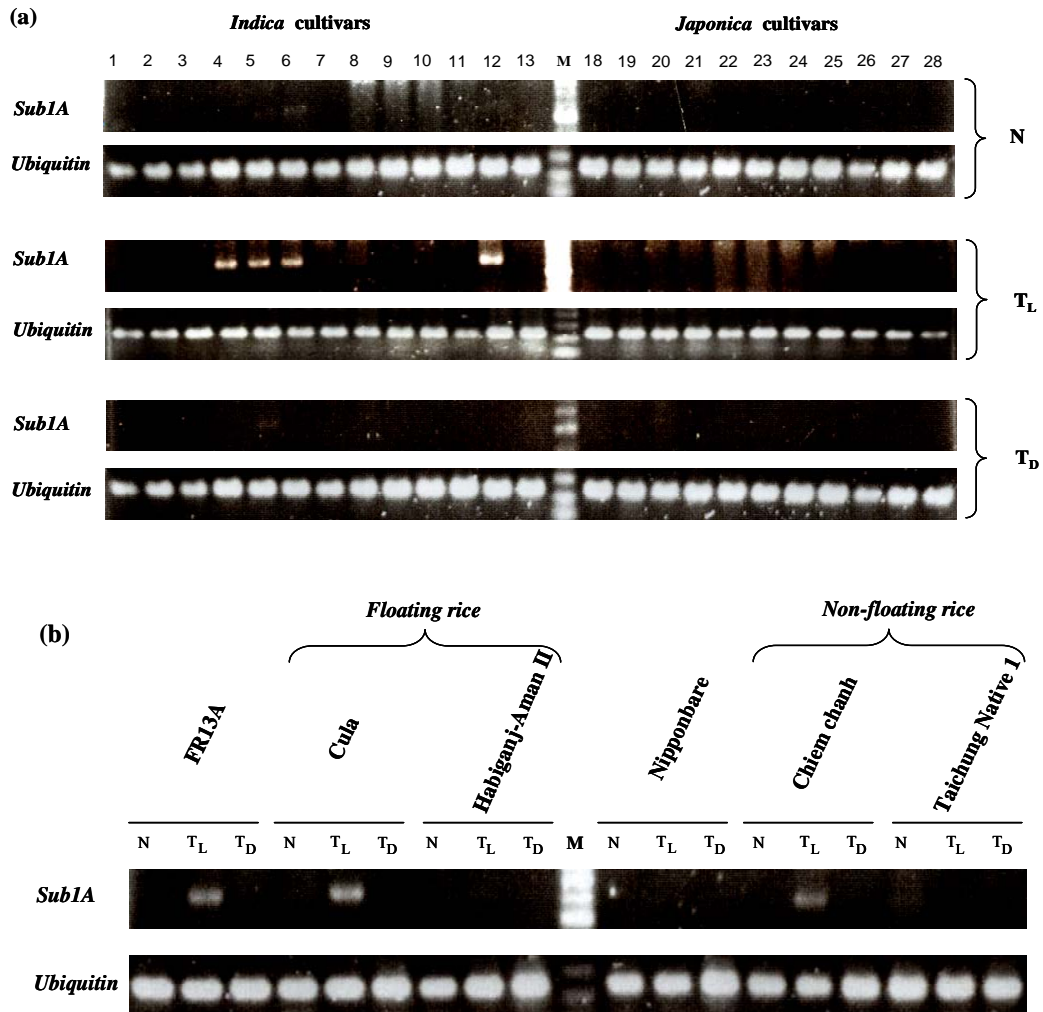 (a)
Indica cultivars Japonica cultivars
1 2 3 4 5 6 7 8 9 10 11 12 13 M 18 19 20 21 22 23 24 25 26 27 28
Sub1A
N
Ubiquitin
Sub1A
TL
Ubiquitin
Sub1A
TD
Ubiquitin
(b)
Floating rice Non-floating rice
FR13A Cula Habiganj-Aman II Nipponbare Chiem chanh Taichung Native 1
N TL TD N TL TD N TL TD M N TL TD N TL TD N TL TD
Sub1A
Ubiquitin